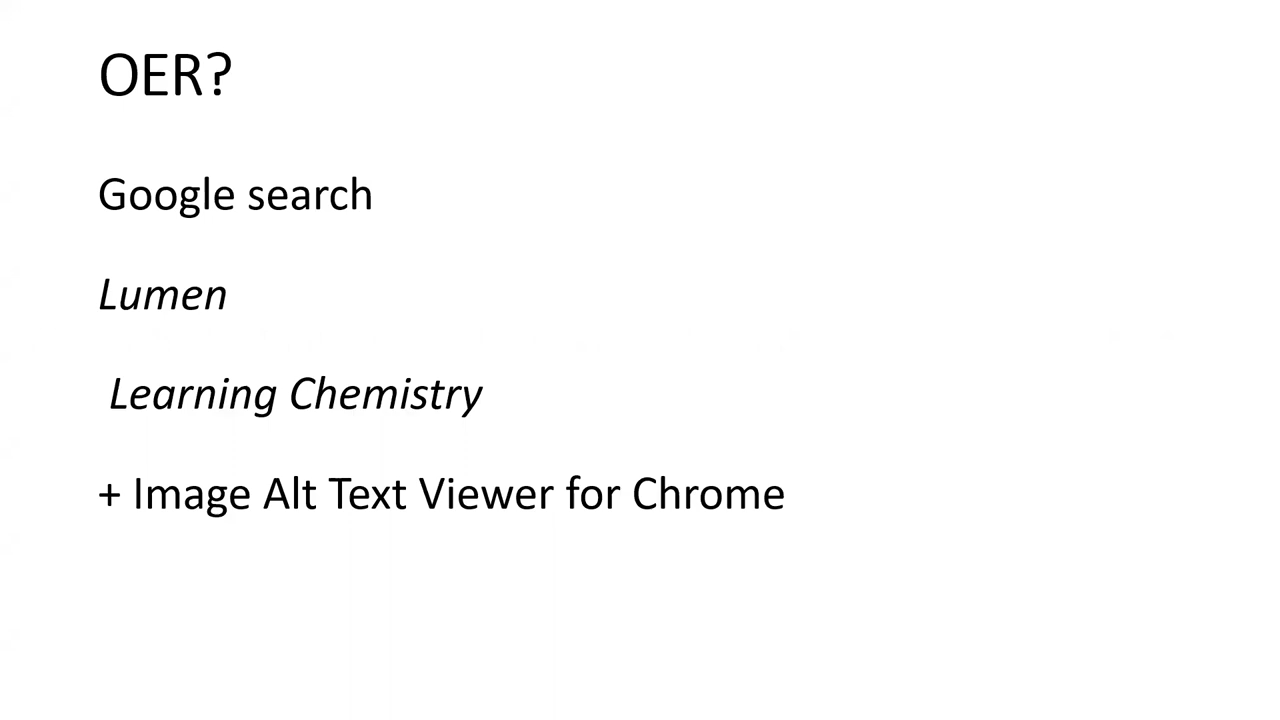 OER?
Google search
Lumen
Learning Chemistry
+ Image Alt Text Viewer for Chrome